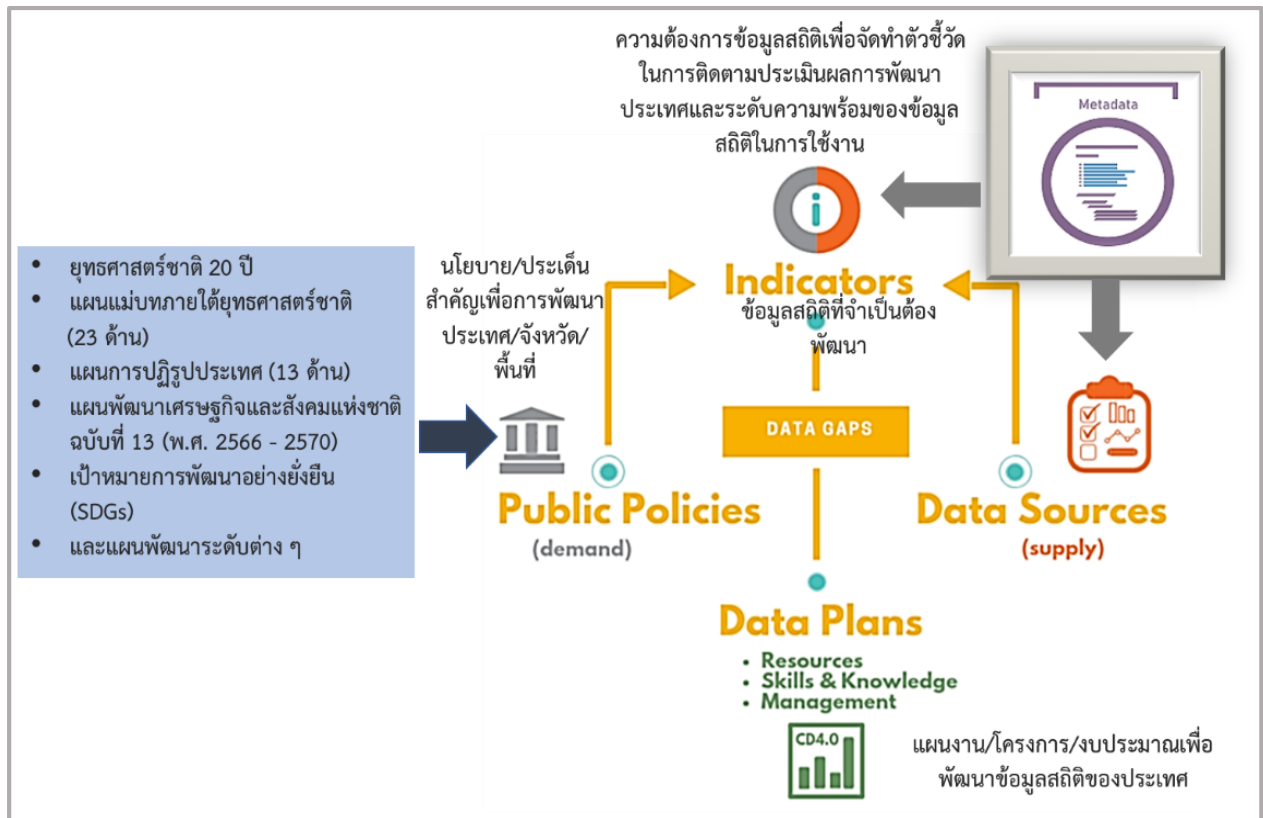 ความต้องการข้อมูลสถิติเพื่อจัดทำตัวชี้วัด
ในการติดตามประเมินผลการพัฒนา
ประเทศและระดับความพร้อมของข้อมูล
สถิติในการใช้งาน
Metadata
• ยุทธศาสตร์ชาติ 20 ปี
• แผนแม่บทภายใต้ยุทธศาสตร์ชาติ
(23 ด้าน)
• แผนการปฏิรูปประเทศ (13 ด้าน)
• แผนพัฒนาเศรษฐกิจและสังคมแห่งชาติ
ฉบับที่ 13 (พ.ศ. 2566 - 2570)
• เป้าหมายการพัฒนาอย่างยั่งยืน
(SDGs)
• และแผนพัฒนาระดับต่าง ๆ
นโยบาย/ประเด็น
สำคัญเพื่อการพัฒนา
ประเทศ/จังหวัด/
พื้นที่
i
Indicators
ข้อมูลสถิติที่จำเป็นต้อง
พัฒนา
DATA GAPS
Public Policies
(demand)
Data Sources
(supply)
Data Plans
• Resources
• Skills & Knowledge
• Management
CD4.0
แผนงาน/โครงการ/งบประมาณเพื่อ
พัฒนาข้อมูลสถิติของประเทศ